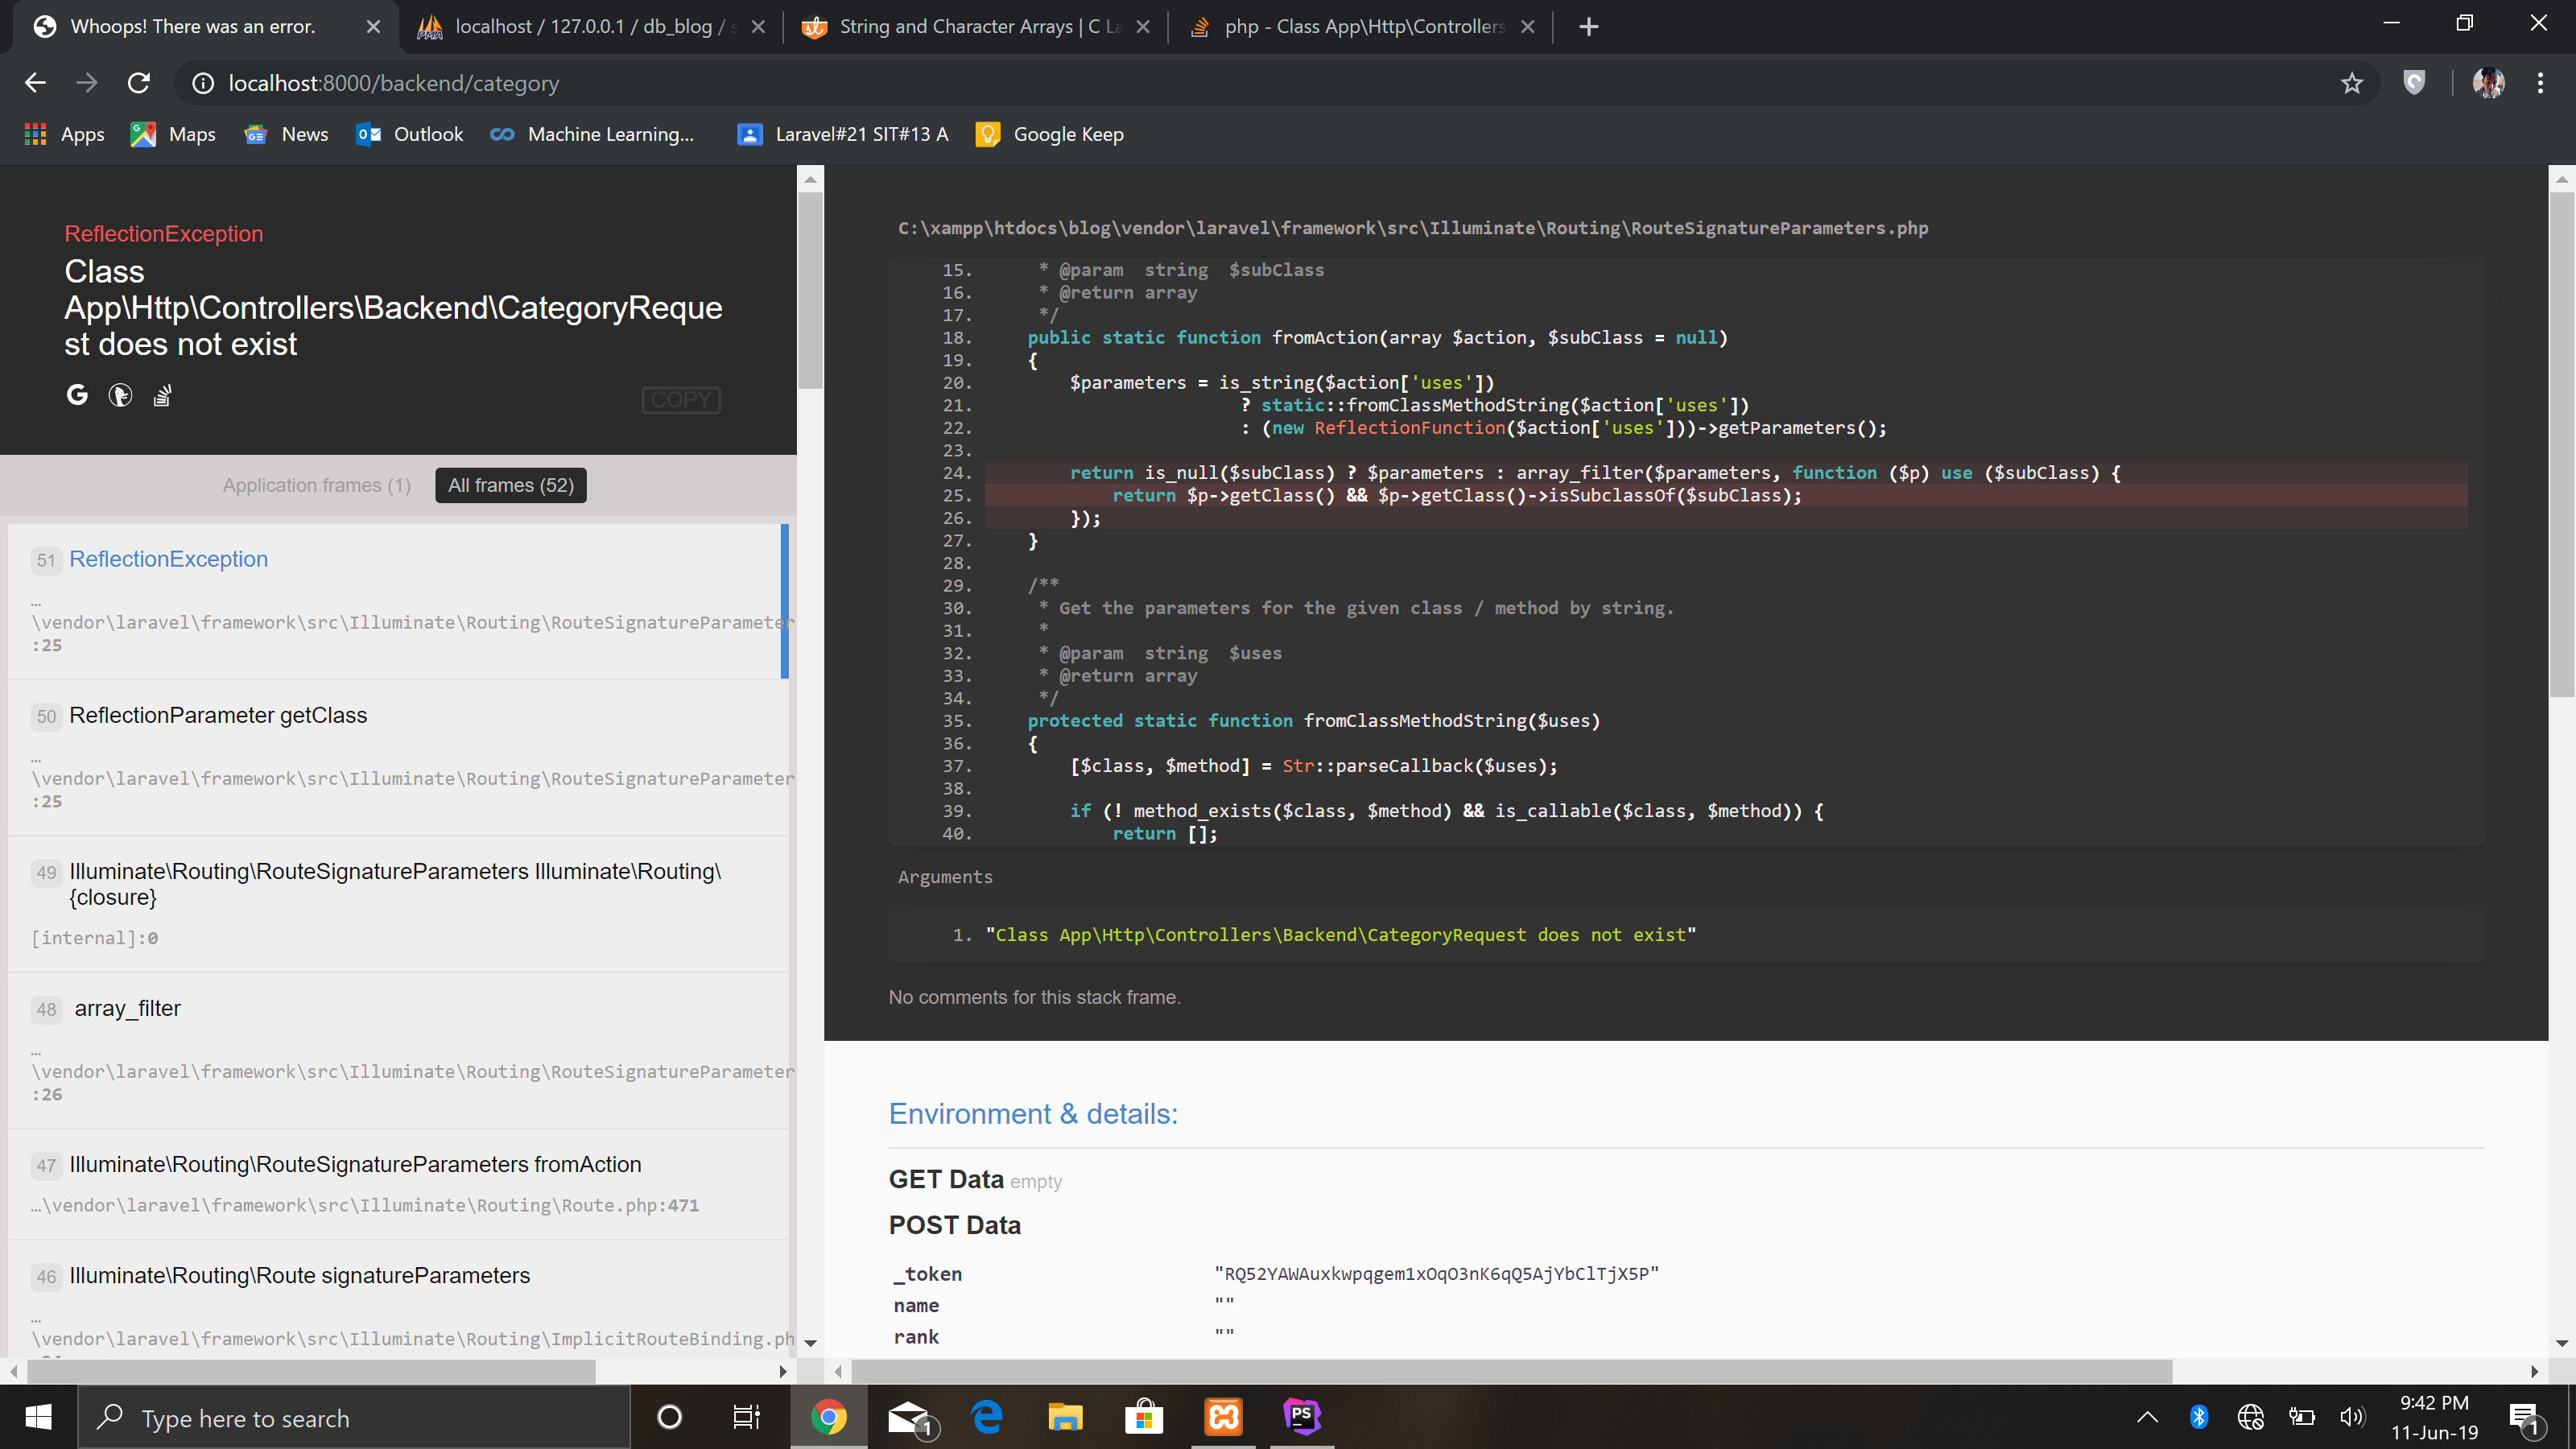 Whoops! There was an error.
localhost / 127.0.0.1 / db_blog /
String and Character Arrays | C La
php - Class App\Http\Controllers
localhost:8000/backend/category
Apps
Maps
News
Outlook
Machine Learning...
Laravel#21 SIT#13 A
Google Keep
ReflectionException
Class
App\Http\Controllers\Backend\CategoryReque
st does not exist
COPY
Application frames (1)
All frames (52)
51 ReflectionException
…
\vendor\laravel\framework\src\Illuminate\Routing\RouteSignatureParameter
:25
50 ReflectionParameter getClass
…
\vendor\laravel\framework\src\Illuminate\Routing\RouteSignatureParameter
:25
49 Illuminate\Routing\RouteSignatureParameters Illuminate\Routing\
{closure}
[internal]:0
48 array_filter
…
\vendor\laravel\framework\src\Illuminate\Routing\RouteSignatureParameter
:26
47 Illuminate\Routing\RouteSignatureParameters fromAction
…\vendor\laravel\framework\src\Illuminate\Routing\Route.php:471
46 Illuminate\Routing\Route signatureParameters
…
\vendor\laravel\framework\src\Illuminate\Routing\ImplicitRouteBinding.ph
C:\xampp\htdocs\blog\vendor\laravel\framework\src\Illuminate\Routing\RouteSignatureParameters.php
15. * @param  string  $subClass
16. * @return array
17. */
18. public static function fromAction(array $action, $subClass = null)
19. {
20. $parameters = is_string($action['uses'])
21. ? static::fromClassMethodString($action['uses'])
22. : (new ReflectionFunction($action['uses']))->getParameters();
23.
24. return is_null($subClass) ? $parameters : array_filter($parameters, function ($p) use ($subClass) {
25. return $p->getClass() && $p->getClass()->isSubclassOf($subClass);
26. });
27. }
28.
29. /**
30. * Get the parameters for the given class / method by string.
31. *
32. * @param  string  $uses
33. * @return array
34. */
35. protected static function fromClassMethodString($uses)
36. {
37. [$class, $method] = Str::parseCallback($uses);
38.
39. if (! method_exists($class, $method) && is_callable($class, $method)) {
40. return [];
Arguments
1. "Class App\Http\Controllers\Backend\CategoryRequest does not exist"
No comments for this stack frame.
Environment & details:
GET Data empty
POST Data
_token "RQ52YAWAuxkwpqgem1xOqO3nK6qQ5AjYbClTjX5P"
name ""
rank ""
Type here to search
1
PS
9:42 PM
11-Jun-19
1